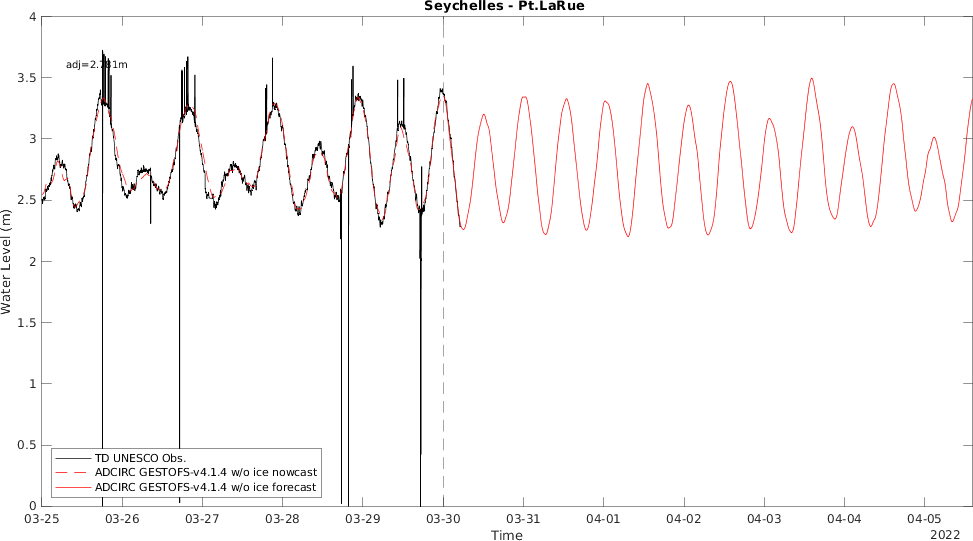 Seychelles - Pt.LaRue
4
adj=2.781m
3.5
3
2.5
2
1.5
1
0.5
0
Water Level (m)
TD UNESCO Obs.
ADCIRC GESTOFS-v4.1.4 w/o ice nowcast
ADCIRC GESTOFS-v4.1.4 w/o ice forecast
03-25 03-26 03-27 03-28 03-29 03-30 03-31 04-01 04-02 04-03 04-04 04-05
Time
2022